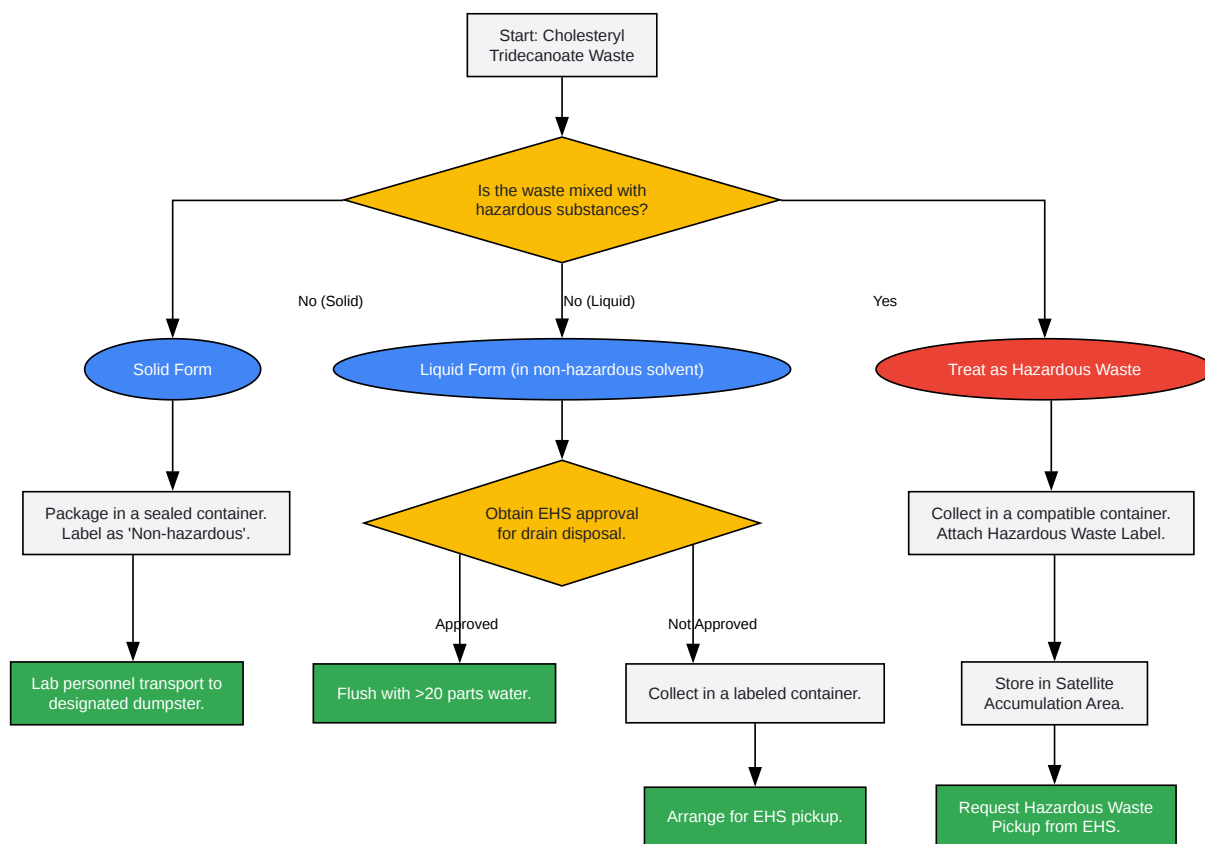 Start: Cholesteryl
Tridecanoate Waste
Is the waste mixed with
hazardous substances?
No (Solid)
No (Liquid)
Yes
Solid Form
Liquid Form (in non-hazardous solvent)
Treat as Hazardous Waste
Package in a sealed container.
Label as 'Non-hazardous'.
Obtain EHS approval
for drain disposal.
Collect in a compatible container.
Attach Hazardous Waste Label.
Approved
Not Approved
Lab personnel transport to
designated dumpster.
Flush with >20 parts water.
Collect in a labeled container.
Store in Satellite
Accumulation Area.
Arrange for EHS pickup.
Request Hazardous Waste
Pickup from EHS.